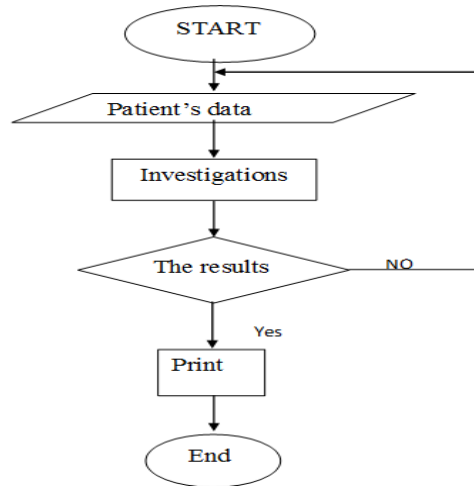 START
Patient's data
Investigations
The results
NO
Yes
Print
End